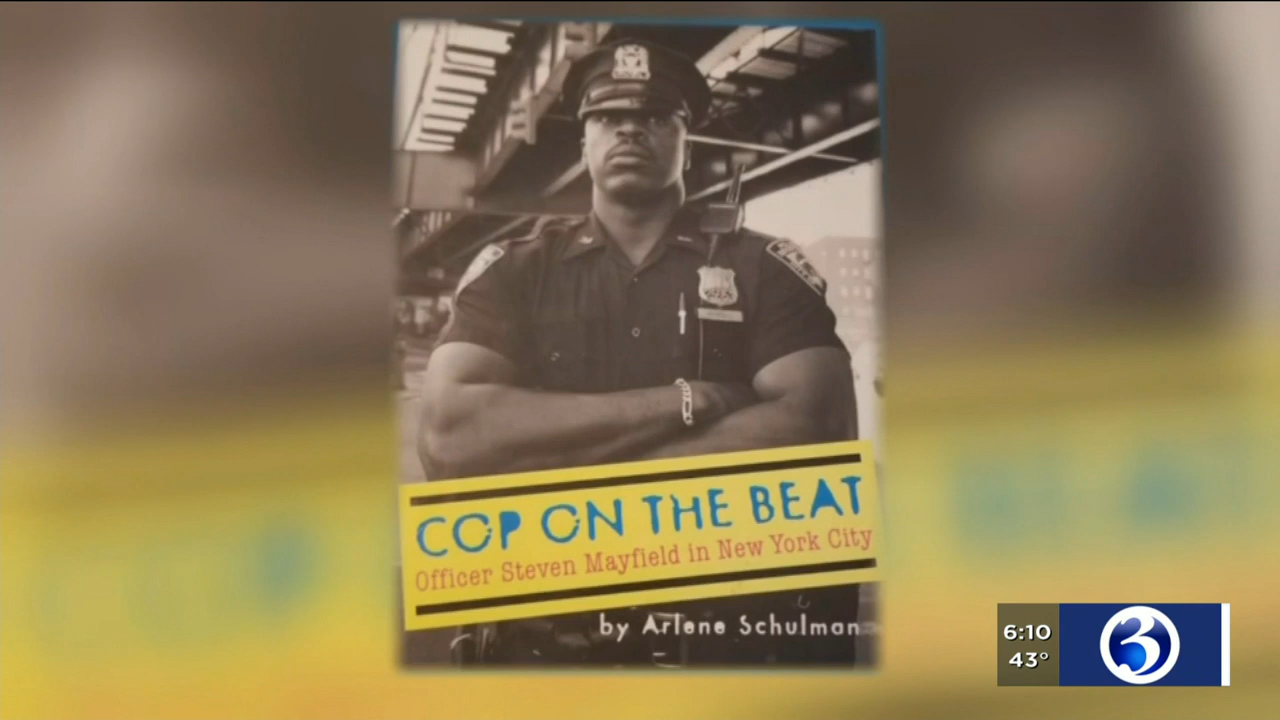 COP ON THE BEAT
Officer Steven Mayfield in New York City
by Arlene Schulman
6:10
43°
3